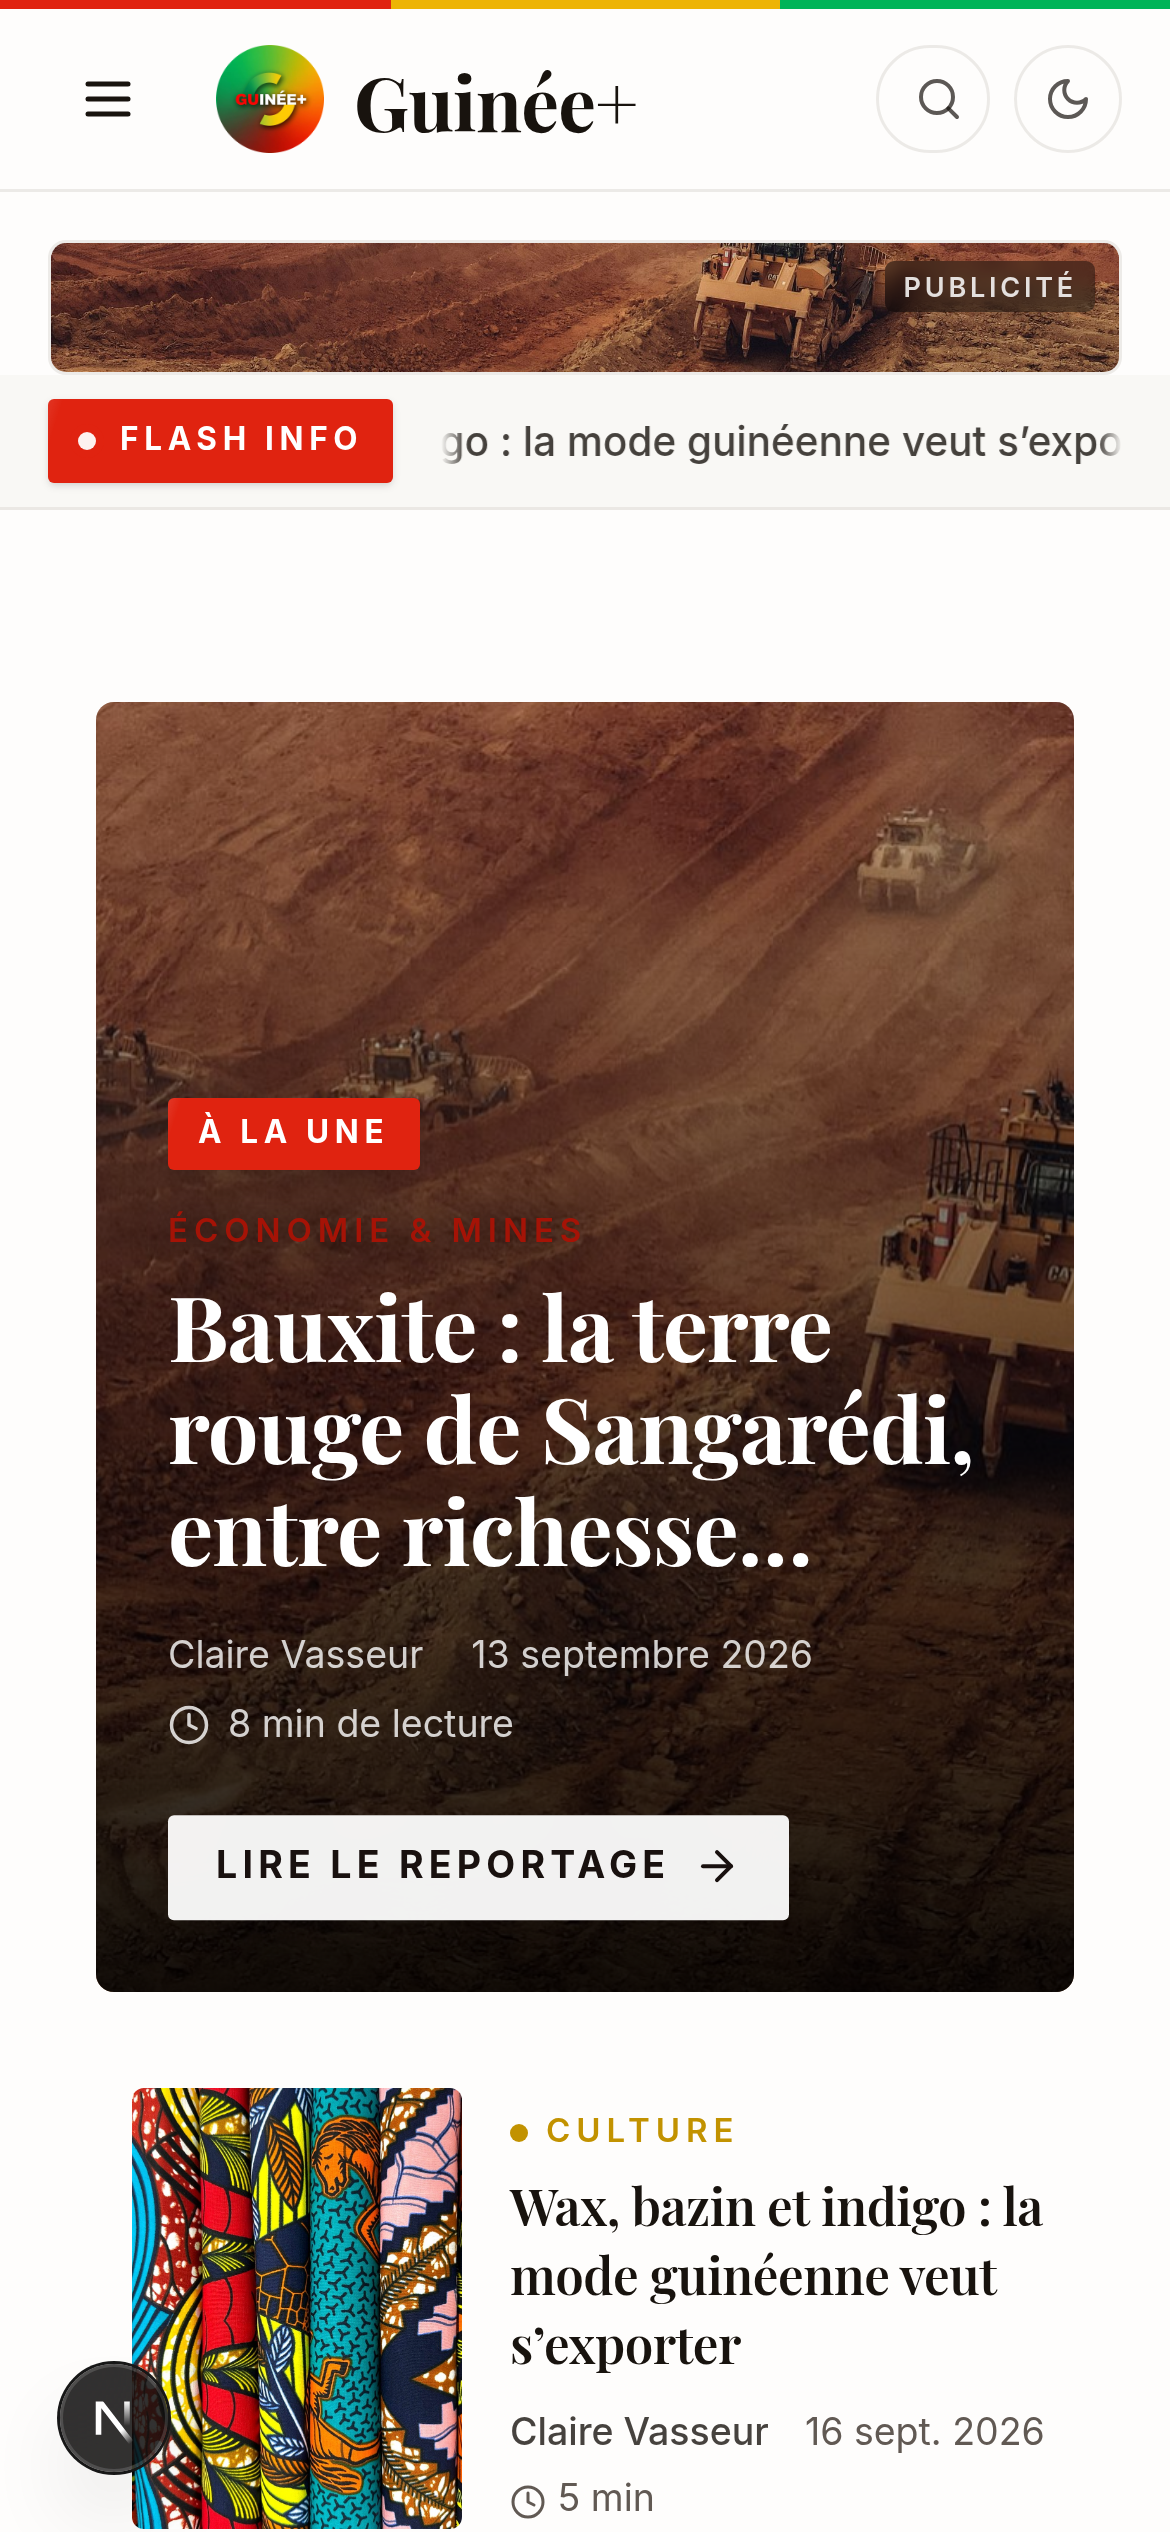 GUINÉE+
Guinée+
PUBLICITÉ
FLASH INFO
go : la mode guinéenne veut s’expo
À LA UNE
ÉCONOMIE & MINES
Bauxite : la terre
rouge de Sangarédi,
entre richesse…
Claire Vasseur 13 septembre 2026
8 min de lecture
LIRE LE REPORTAGE
CULTURE
Wax, bazin et indigo : la
mode guinéenne veut
s’exporter
Claire Vasseur 16 sept. 2026
5 min
N